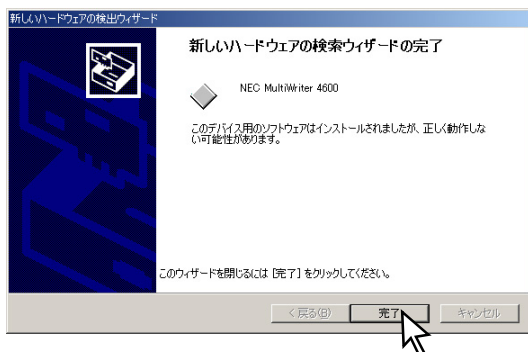 新しいハードウェアの検出ウィザード
新しいハードウェアの検索ウィザードの完了
NEC MultiWriter 4600
このデバイス用のソフトウェアはインストールされましたが、正しく動作しな
い可能性があります。
このウィザードを閉じるには [完了] をクリックしてください。
< 戻る(B)
完了
キャンセル